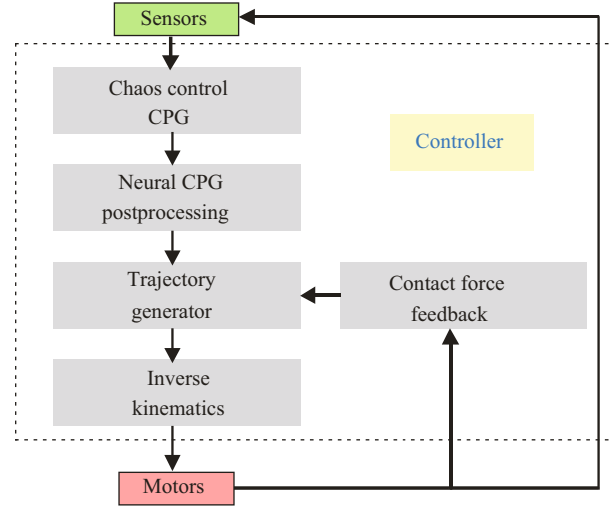 Sensors
Chaos control
CPG
Controller
Neural CPG
postprocessing
Trajectory
generator
Contact force
feedback
Inverse
kinematics
Motors